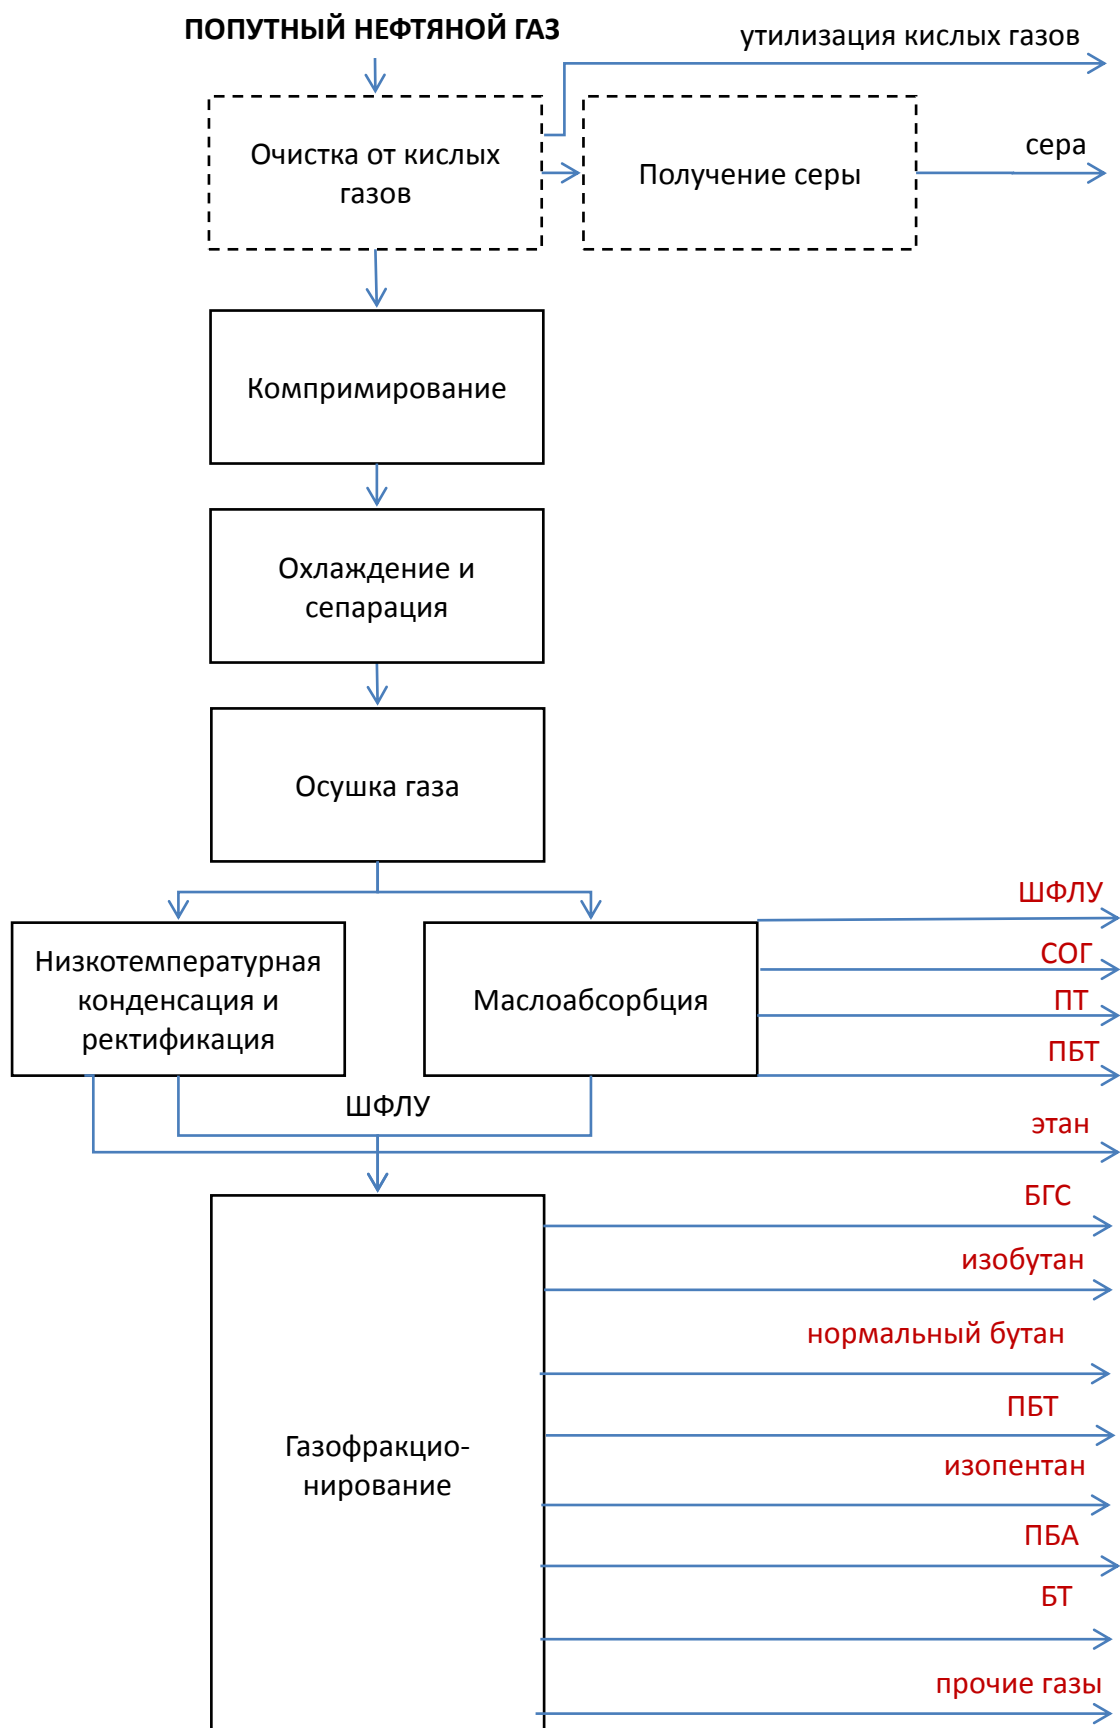 ПОПУТНЫЙ НЕФТЯНОЙ ГАЗ
утилизация кислых газов
Очистка от кислых
газов
Получение серы
сера
Компримирование
Охлаждение и
сепарация
Осушка газа
Низкотемпературная
конденсация и
ректификация
Маслоабсорбция
ШФЛУ
СОГ
ПТ
ПБТ
ШФЛУ
этан
Газофракцио-
нирование
БГС
изобутан
нормальный бутан
ПБТ
изопентан
ПБА
БТ
прочие газы